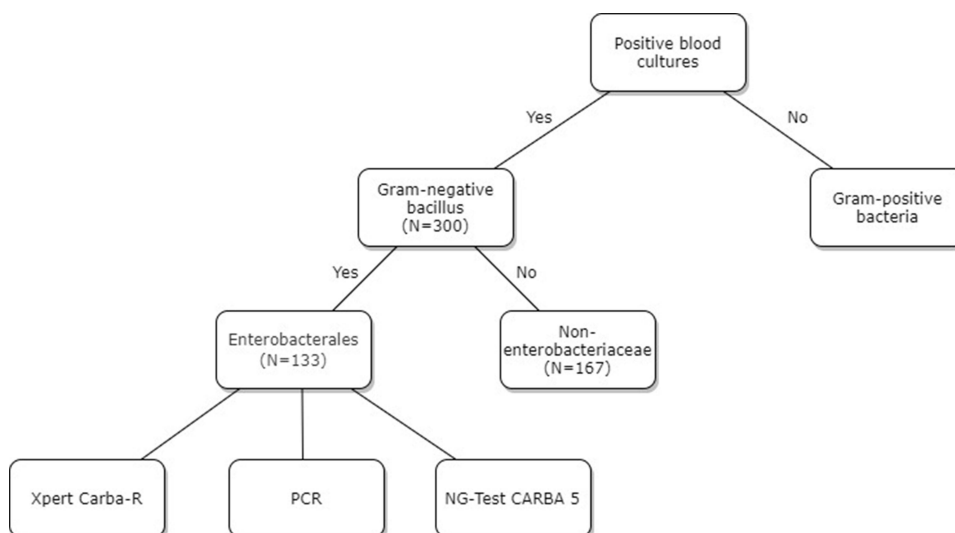 Positive blood
cultures
Yes
No
Gram-negative
bacillus
(N=300)
Gram-positive
bacteria
Yes
No
Enterobacterales
(N=133)
Non-
enterobacteriaceae
(N=167)
Xpert Carba-R
PCR
NG-Test CARBA 5